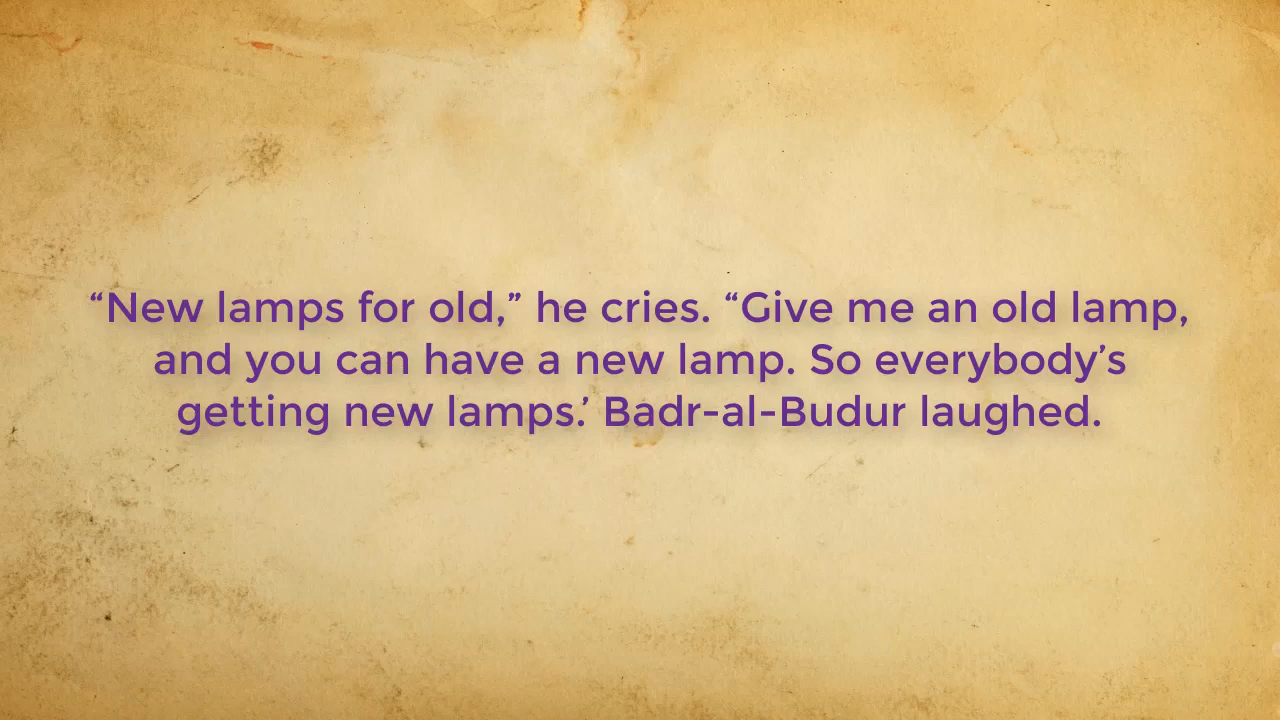 “New lamps for old,” he cries. “Give me an old lamp,
and you can have a new lamp. So everybody’s
getting new lamps.’ Badr-al-Budur laughed.